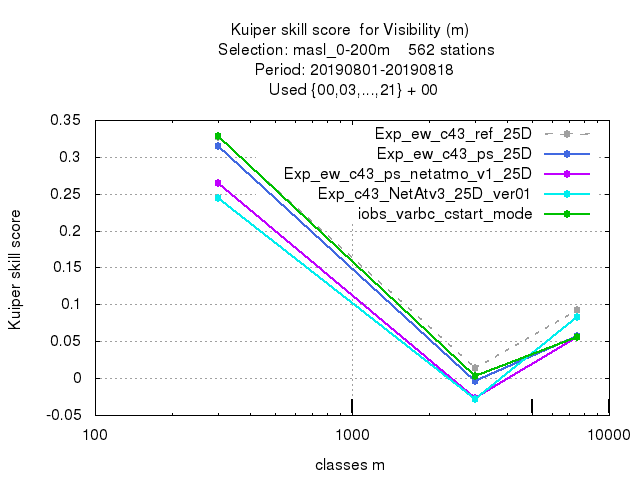 Kuiper skill score  for Visibility (m)
Selection: masl_0-200m    562 stations
Period: 20190801-20190818
Used {00,03,...,21} + 00
0.35
0.3
0.25
0.2
0.15
0.1
0.05
0
-0.05
Kuiper skill score
Exp_ew_c43_ref_25D
Exp_ew_c43_ps_25D
Exp_ew_c43_ps_netatmo_v1_25D
Exp_c43_NetAtv3_25D_ver01
iobs_varbc_cstart_mode
100 1000 10000
classes m